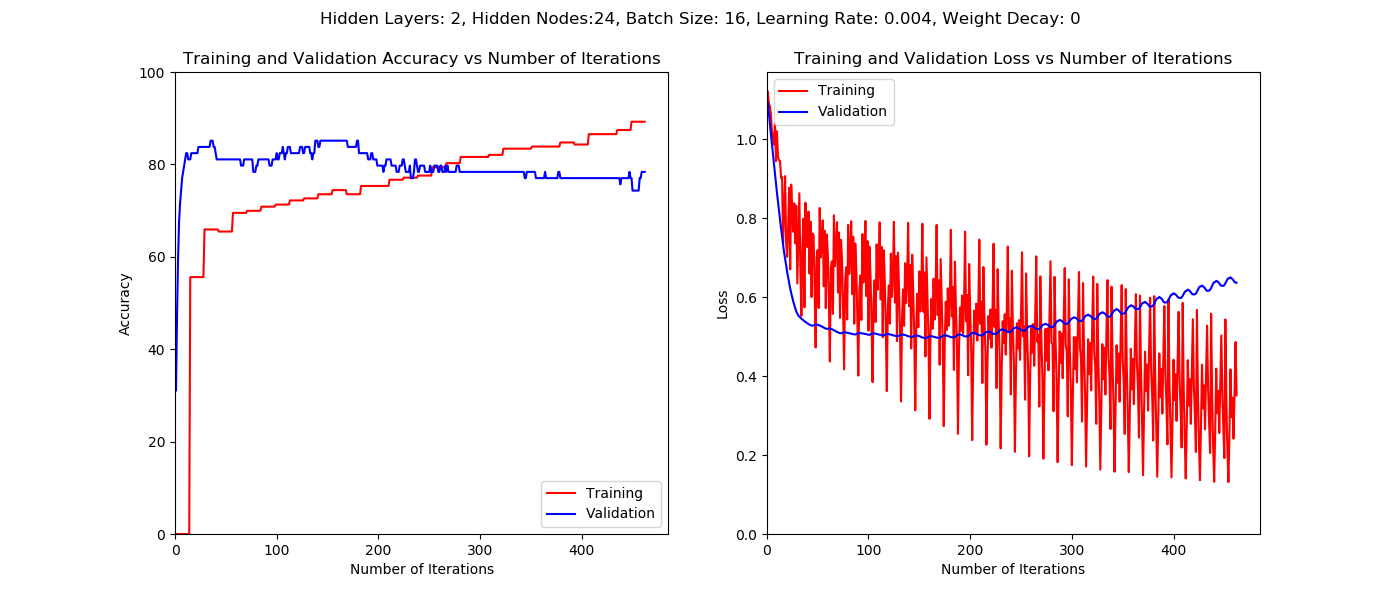 Hidden Layers: 2, Hidden Nodes:24, Batch Size: 16, Learning Rate: 0.004, Weight Decay: 0
Training and Validation Accuracy vs Number of Iterations
100
80
60
40
20
0
Accuracy
Training
Validation
0 100 200 300 400
Number of Iterations
Training and Validation Loss vs Number of Iterations
Training
Validation
1.0
0.8
0.6
0.4
0.2
0.0
Loss
0 100 200 300 400
Number of Iterations